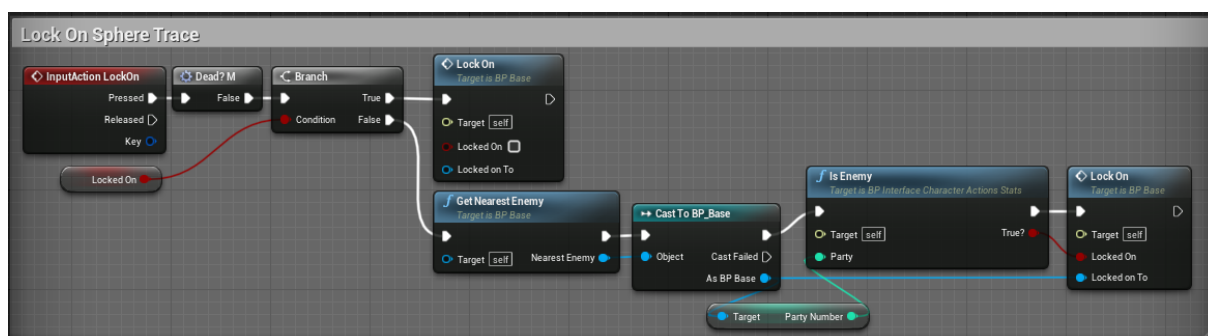 Lock On Sphere Trace
InputAction LockOn
Pressed
Released
Key
Dead? M
False
Branch
True
Condition
False
Locked On
Lock On
Target is BP Base
Target self
Locked On
Locked on To
Get Nearest Enemy
Target is BP Base
Target self
Nearest Enemy
Cast To BP_Base
Object
Cast Failed
As BP Base
Target
Party Number
Is Enemy
Target is BP Interface Character Actions Stats
Target self
True?
Party
Lock On
Target is BP Base
Target self
Locked On
Locked on To